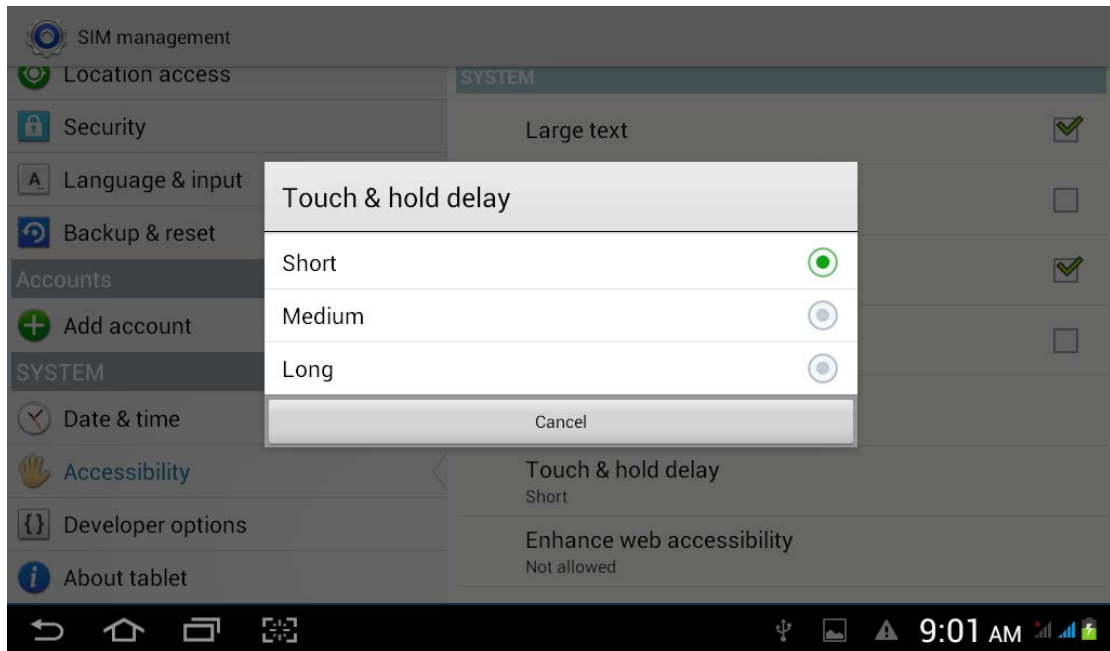 SIM management
Location access
Security
Language & input
Backup & reset
Accounts
Add account
SYSTEM
Date & time
Accessibility
Developer options
About tablet
SYSTEM
Large text
Touch & hold delay
Short
Medium
Long
Cancel
Touch & hold delay
Short
Enhance web accessibility
Not allowed
9:01 AM